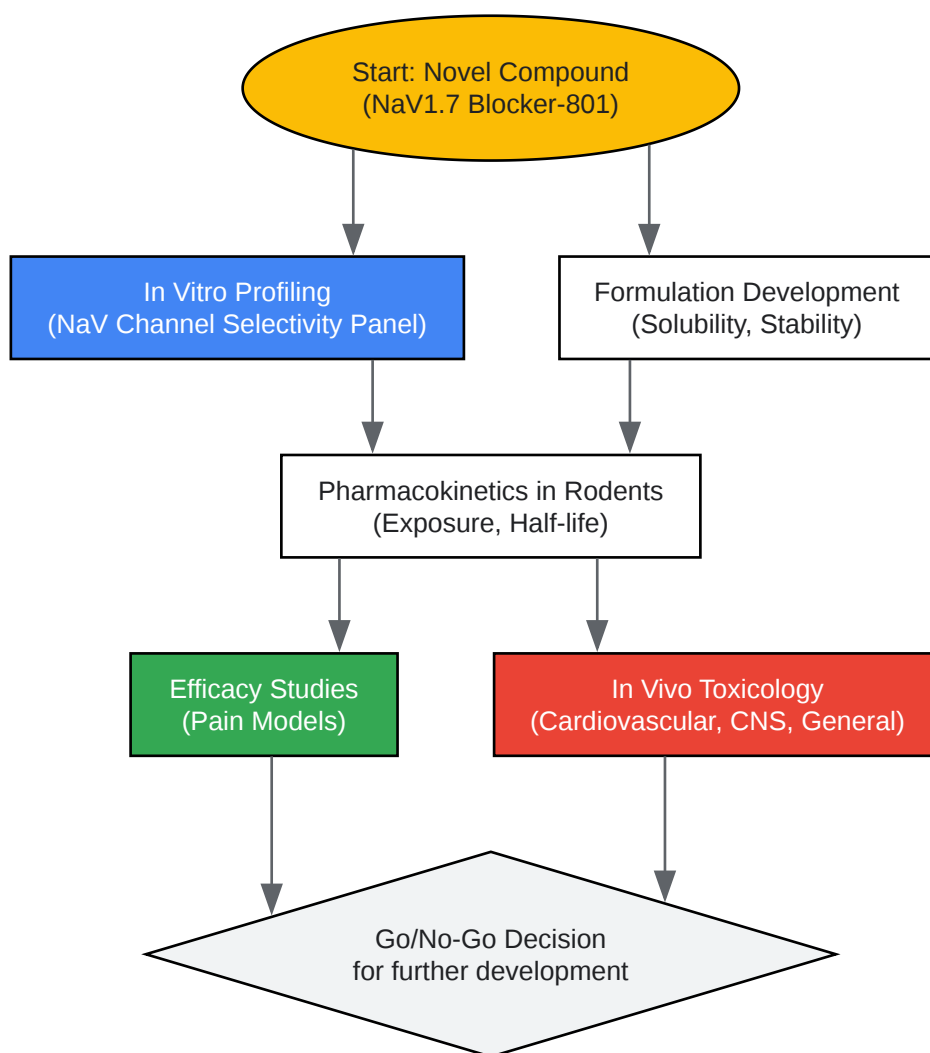 Start: Novel Compound
(NaV1.7 Blocker-801)
In Vitro Profiling
(NaV Channel Selectivity Panel)
Formulation Development
(Solubility, Stability)
Pharmacokinetics in Rodents
(Exposure, Half-life)
Efficacy Studies
(Pain Models)
In Vivo Toxicology
(Cardiovascular, CNS, General)
Go/No-Go Decision
for further development